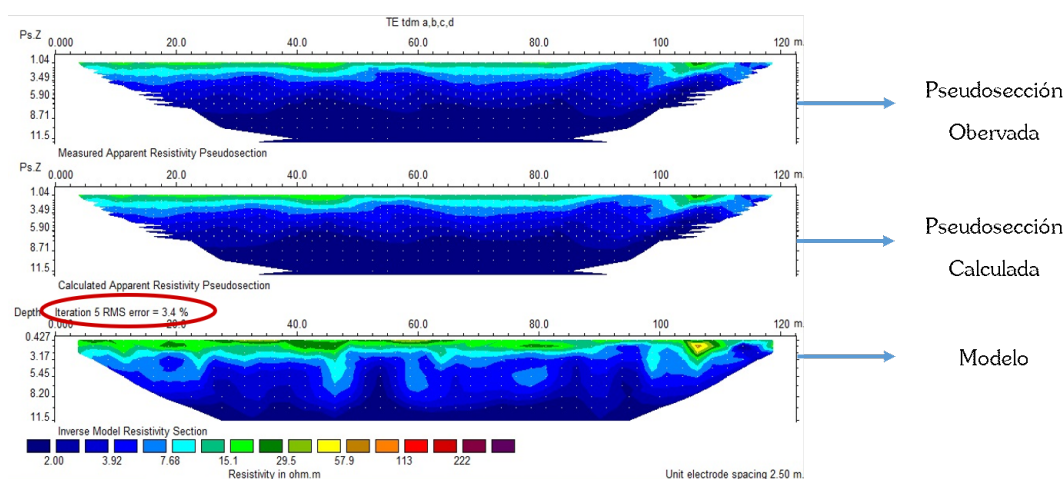 TE tdm a,b,c,d
Ps.Z
0.000 20.0 40.0 60.0 80.0 100 120 m.
1.04
3.49
5.90
8.71
11.5
Measured Apparent Resistivity Pseudosection
Pseudosección
Obervada
Ps.Z
0.000 20.0 40.0 60.0 80.0 100 120 m.
1.04
3.49
5.90
8.71
11.5
Calculated Apparent Resistivity Pseudosection
Pseudosección
Calculada
Depth Iteration 5 RMS error = 3.4 %
0.000 20.0 40.0 60.0 80.0 100 120 m.
0.427
3.17
5.45
8.20
11.5
Inverse Model Resistivity Section
Modelo
2.00 3.92 7.68 15.1 29.5 57.9 113 222
Resistivity in ohm.m
Unit electrode spacing 2.50 m.